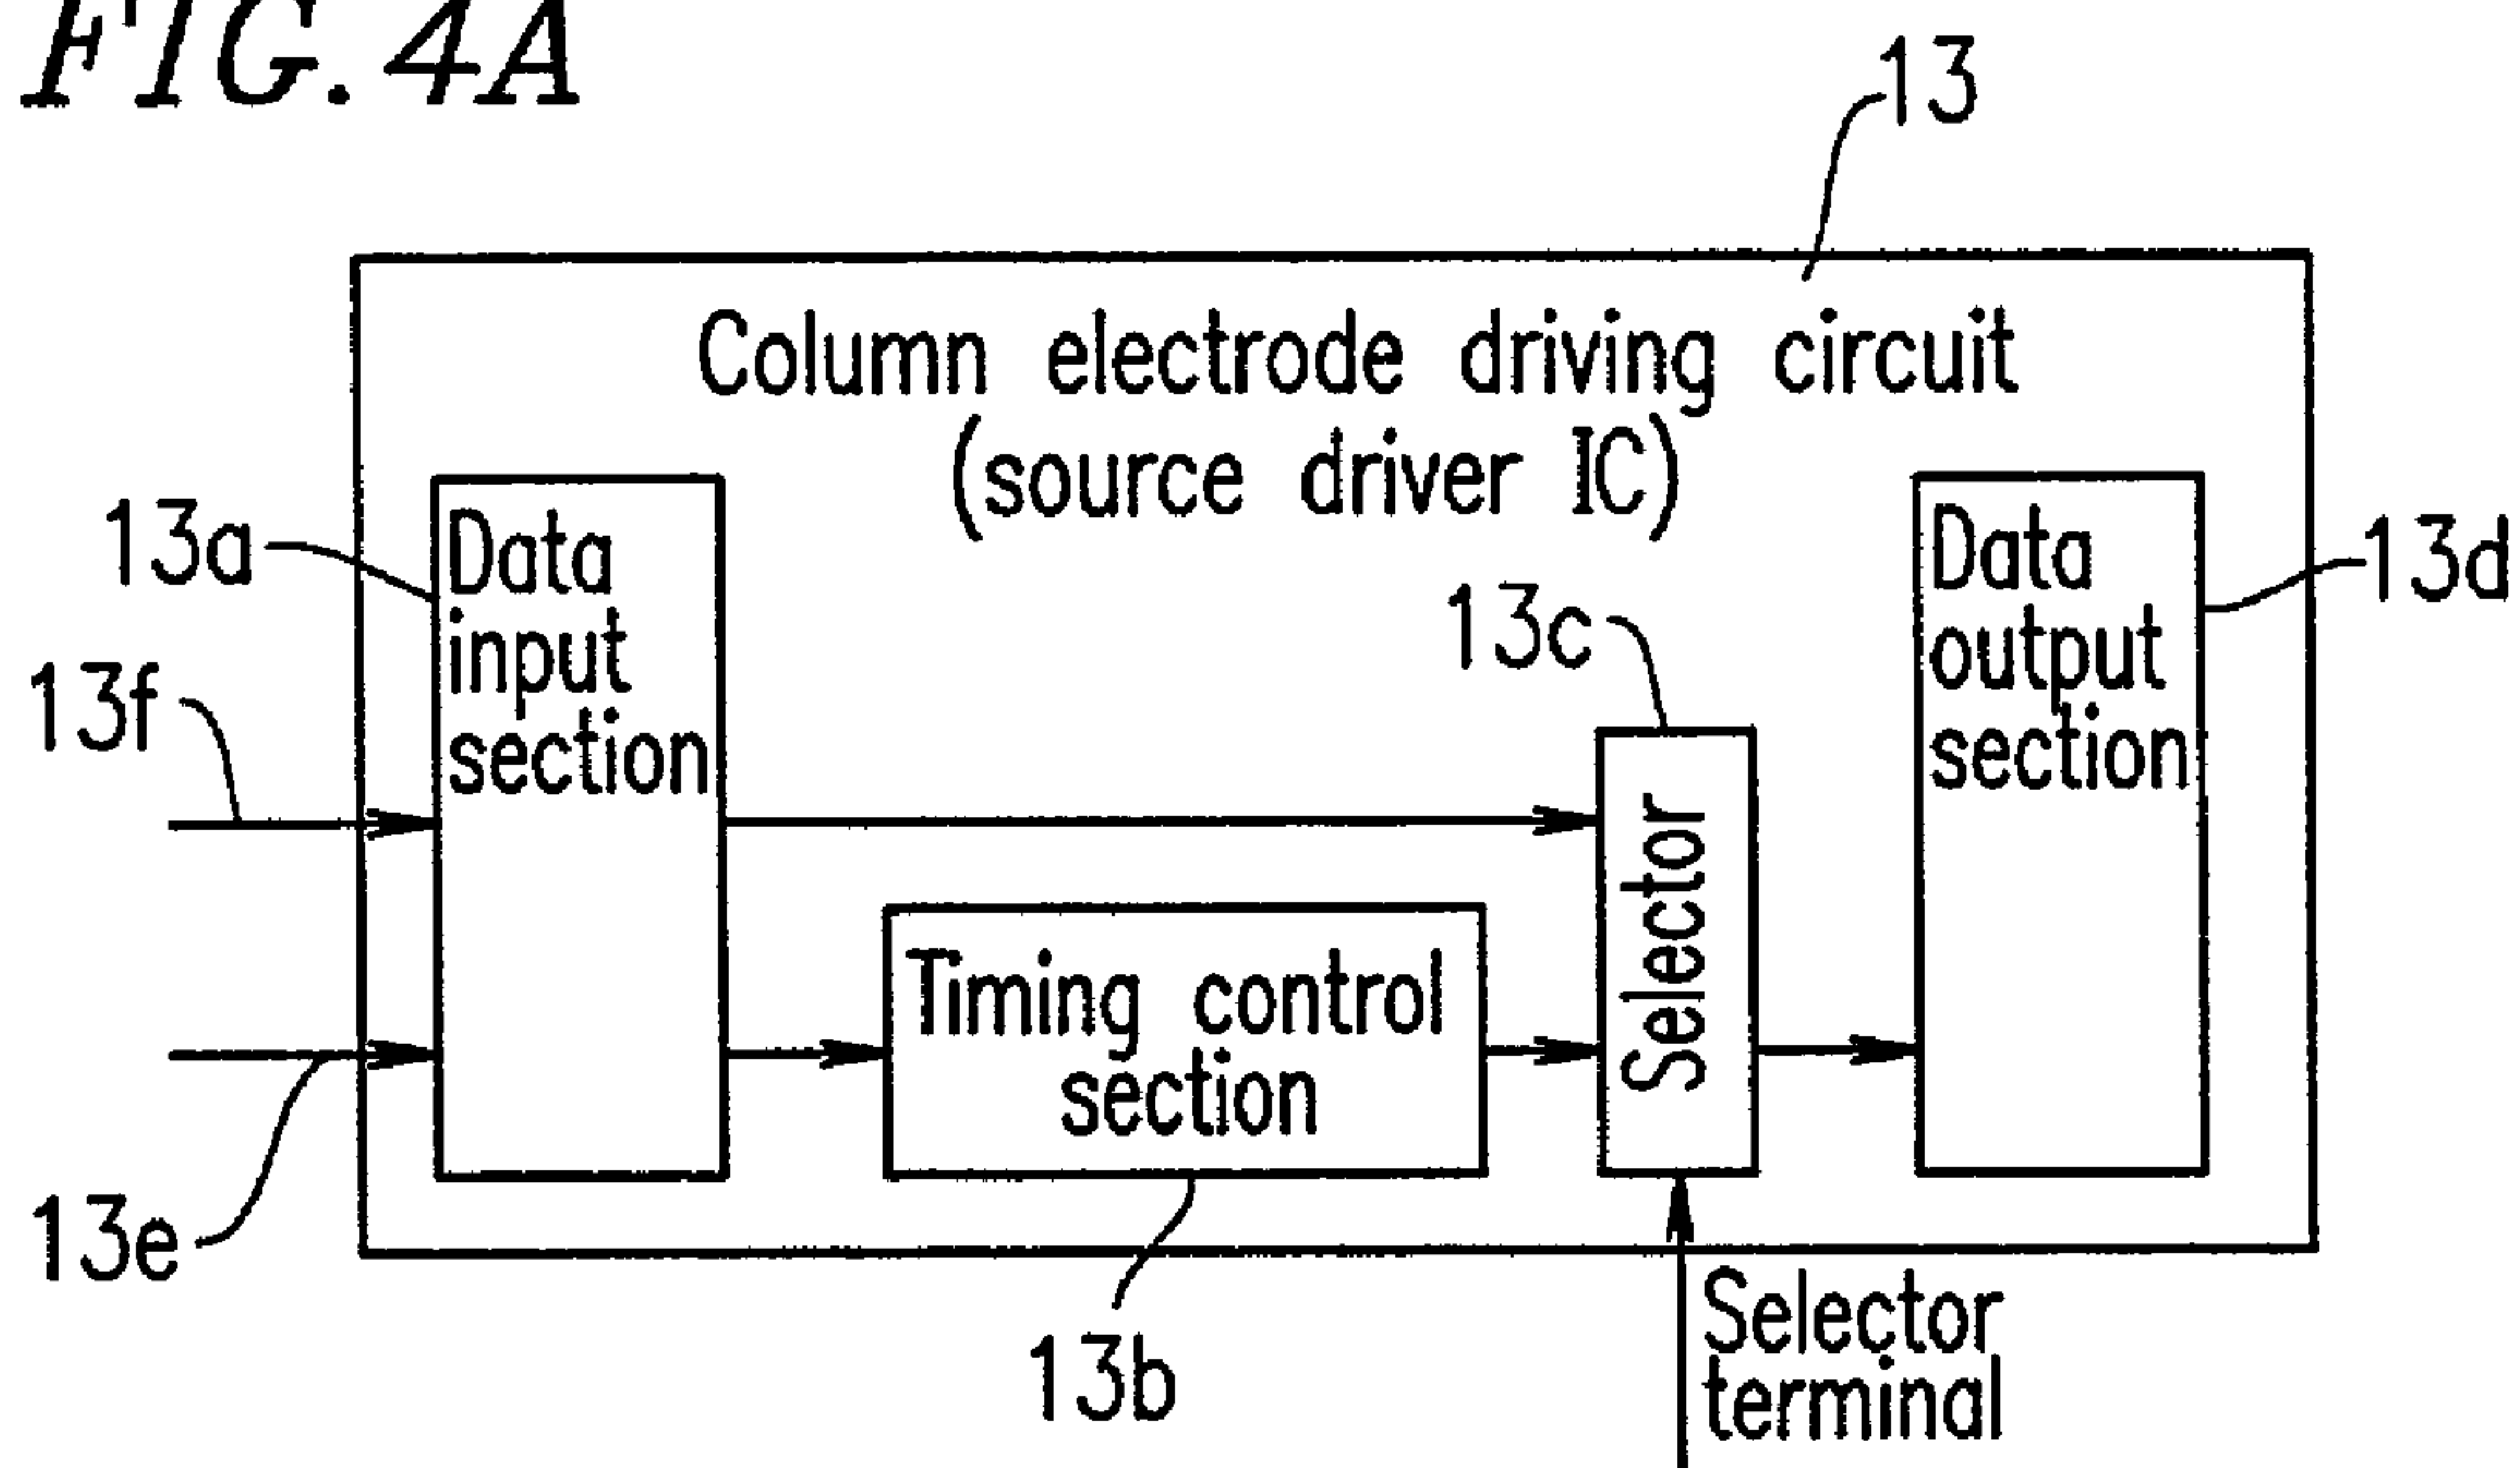 FIG. 4A
13
Column electrode driving circuit
(source driver IC)
13a
Data
input
section
13f
13c
Data
output
section
13d
Selector
Timing control
section
13e
13b
Selector
terminal